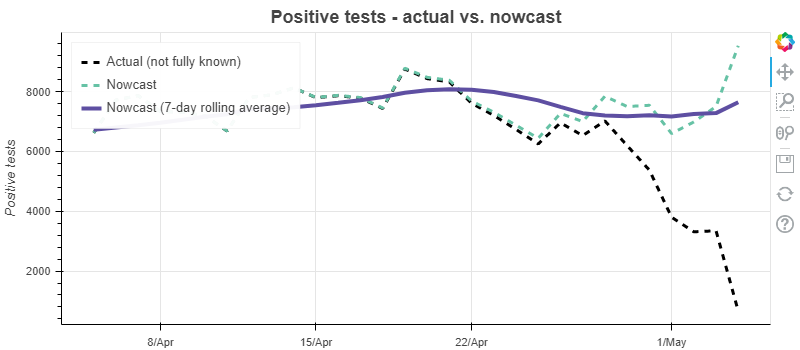 Positive tests - actual vs. nowcast
Actual (not fully known)
Nowcast
Nowcast (7-day rolling average)
Positive tests
8000
6000
4000
2000
8/Apr
15/Apr
22/Apr
1/May